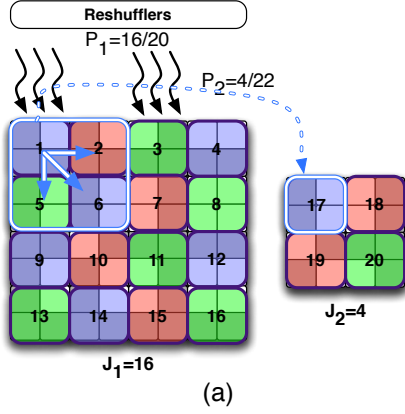 Reshufflers
P1=16/20
P2=4/22
1 2 3 4
5 6 7 8
17 18
9 10 11 12
19 20
13 14 15 16
J2=4
J1=16
(a)